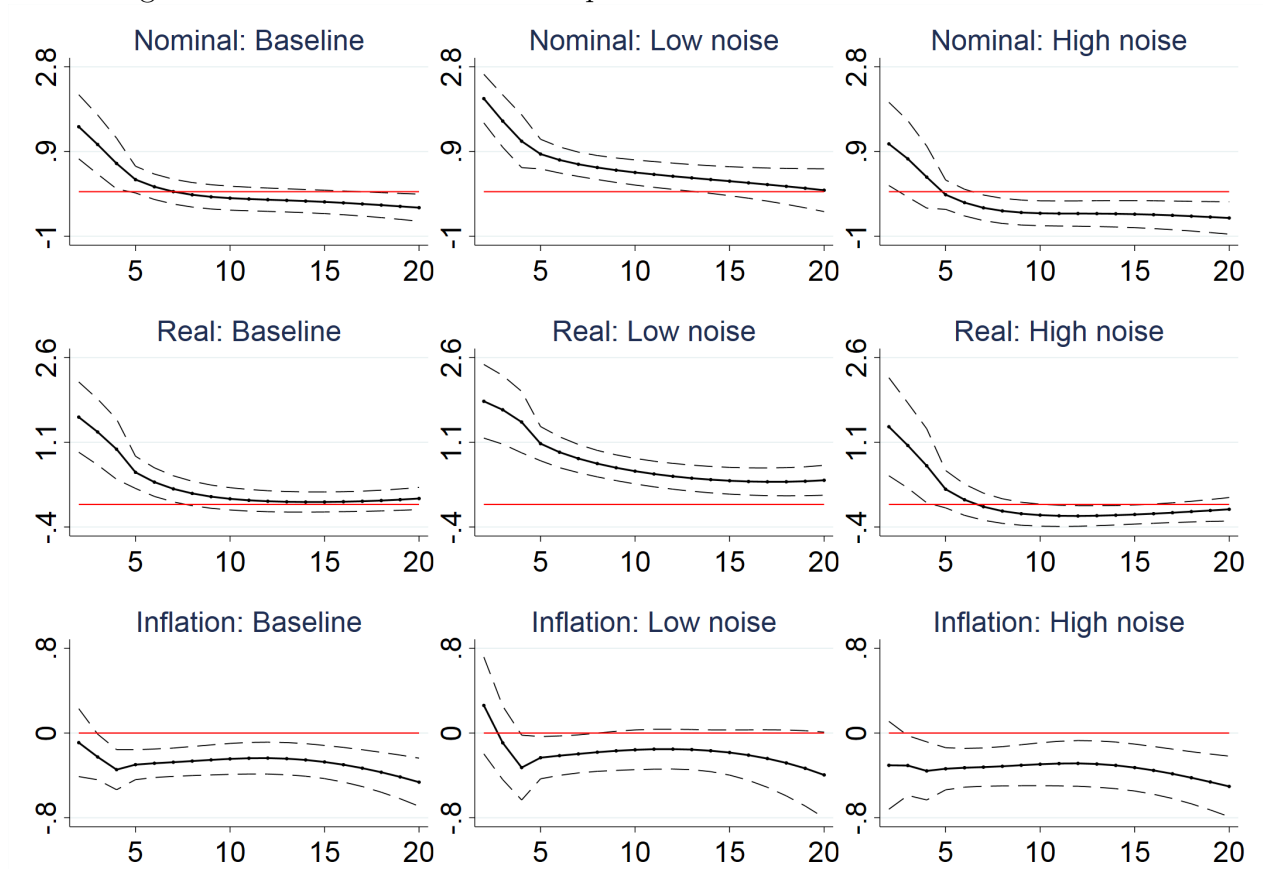 Nominal: Baseline
Nominal: Low noise
Nominal: High noise
2.8
.9
-1
5 10 15 20
2.8
.9
-1
5 10 15 20
2.8
.9
-1
5 10 15 20
Real: Baseline
Real: Low noise
Real: High noise
2.6
1.1
-.4
5 10 15 20
2.6
1.1
-.4
5 10 15 20
2.6
1.1
-.4
5 10 15 20
Inflation: Baseline
Inflation: Low noise
Inflation: High noise
.8
0
-.8
5 10 15 20
.8
0
-.8
5 10 15 20
.8
0
-.8
5 10 15 20